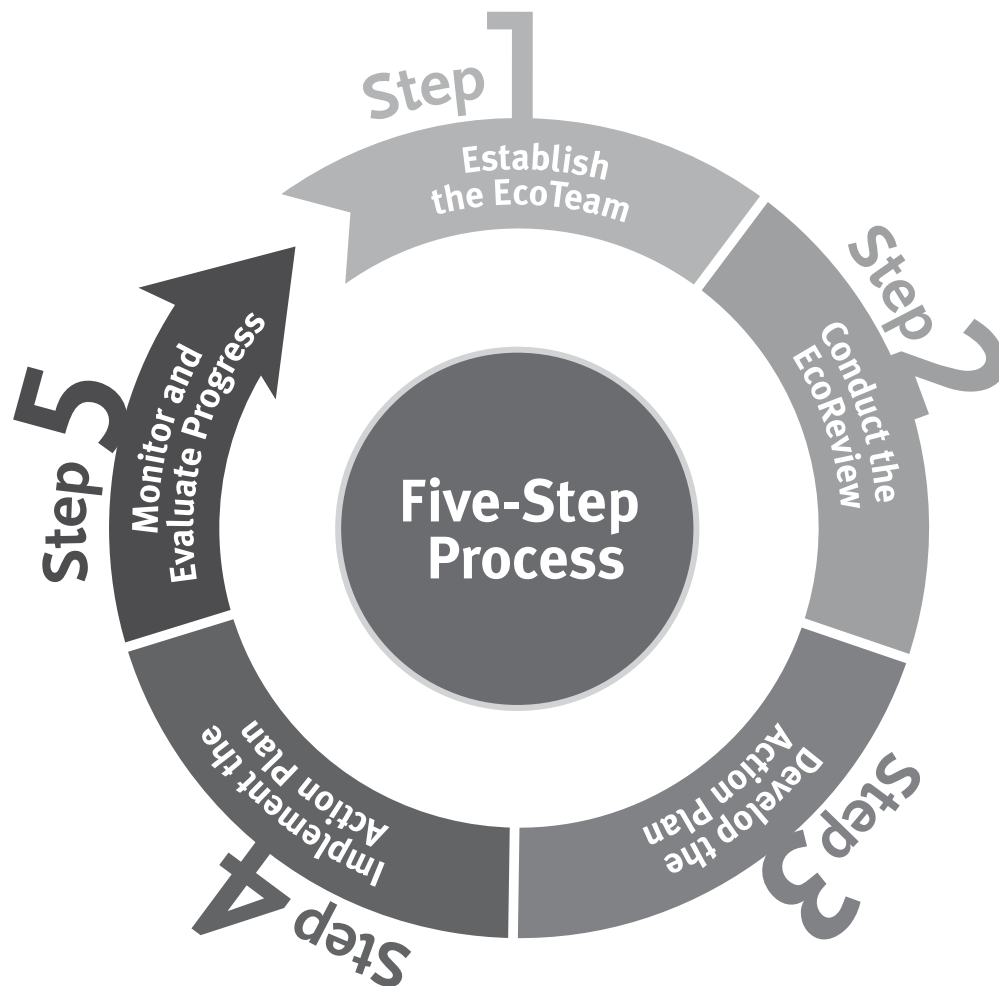 Step 1
Establish
the EcoTeam
Step 2
Conduct the
EcoReview
Step 3
Develop the
Action Plan
Step 4
Implement the
Action Plan
Step 5
Monitor and
Evaluate Progress
Five-Step
Process